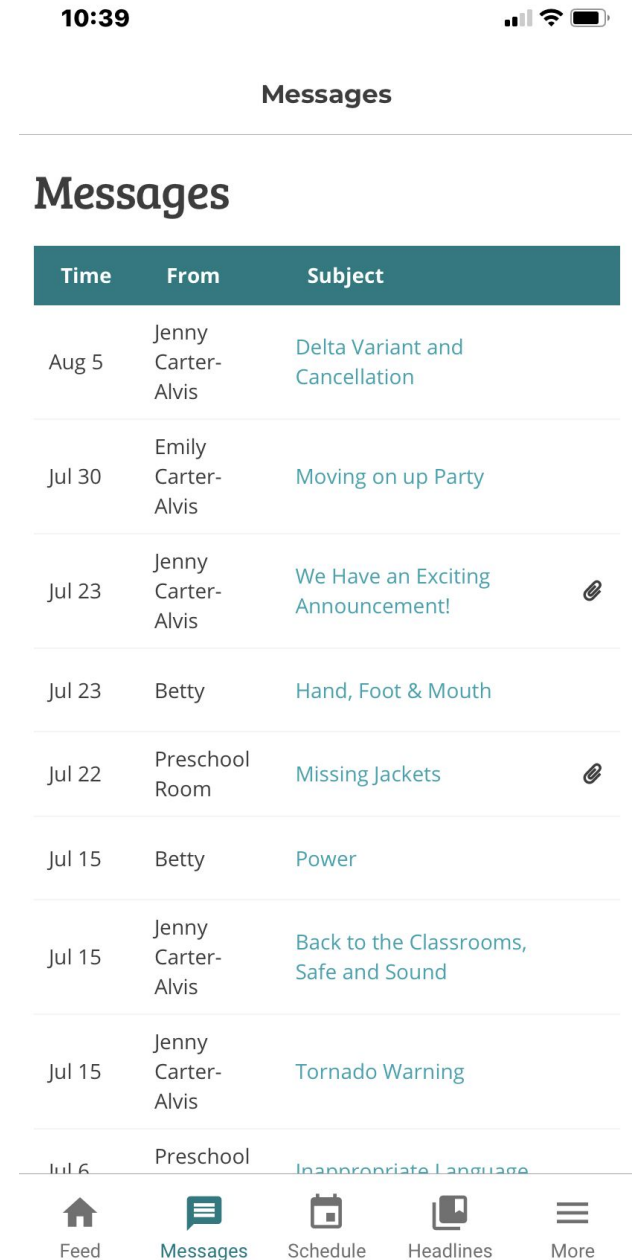 10:39
Messages
Messages
Time From Subject
Jenny
Carter-
Alvis
Aug 5
Delta Variant and
Cancellation
Emily
Carter-
Alvis
Jul 30
Moving on up Party
Jenny
Carter-
Alvis
Jul 23
We Have an Exciting
Announcement!
Jul 23 Betty Hand, Foot & Mouth
Jul 22
Preschool
Room
Missing Jackets
Jul 15 Betty Power
Jul 15
Jenny
Carter-
Alvis
Back to the Classrooms,
Safe and Sound
Jul 15
Jenny
Carter-
Alvis
Tornado Warning
Jul 6
Preschool
Inappropriate Language
Feed Messages Schedule Headlines More